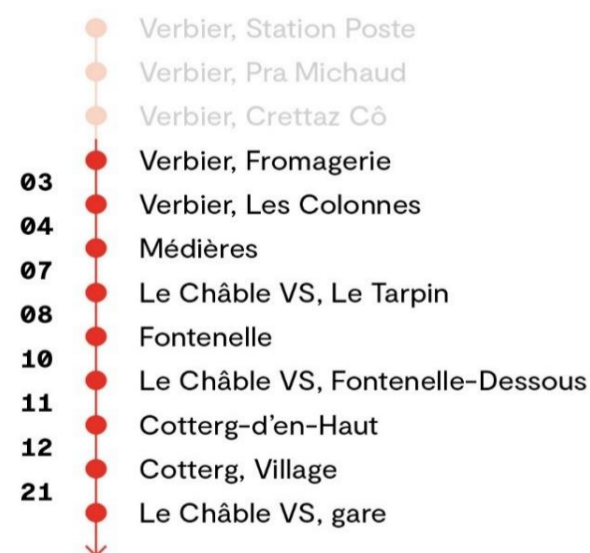 Verbier, Station Poste
Verbier, Pra Michaud
Verbier, Crettaz Cô
Verbier, Fromagerie
03
Verbier, Les Colonnes
04
Médières
07
Le Châble VS, Le Tarpin
08
Fontenelle
10
Le Châble VS, Fontenelle-Dessous
11
Cotterg-d'en-Haut
12
Cotterg, Village
21
Le Châble VS, gare